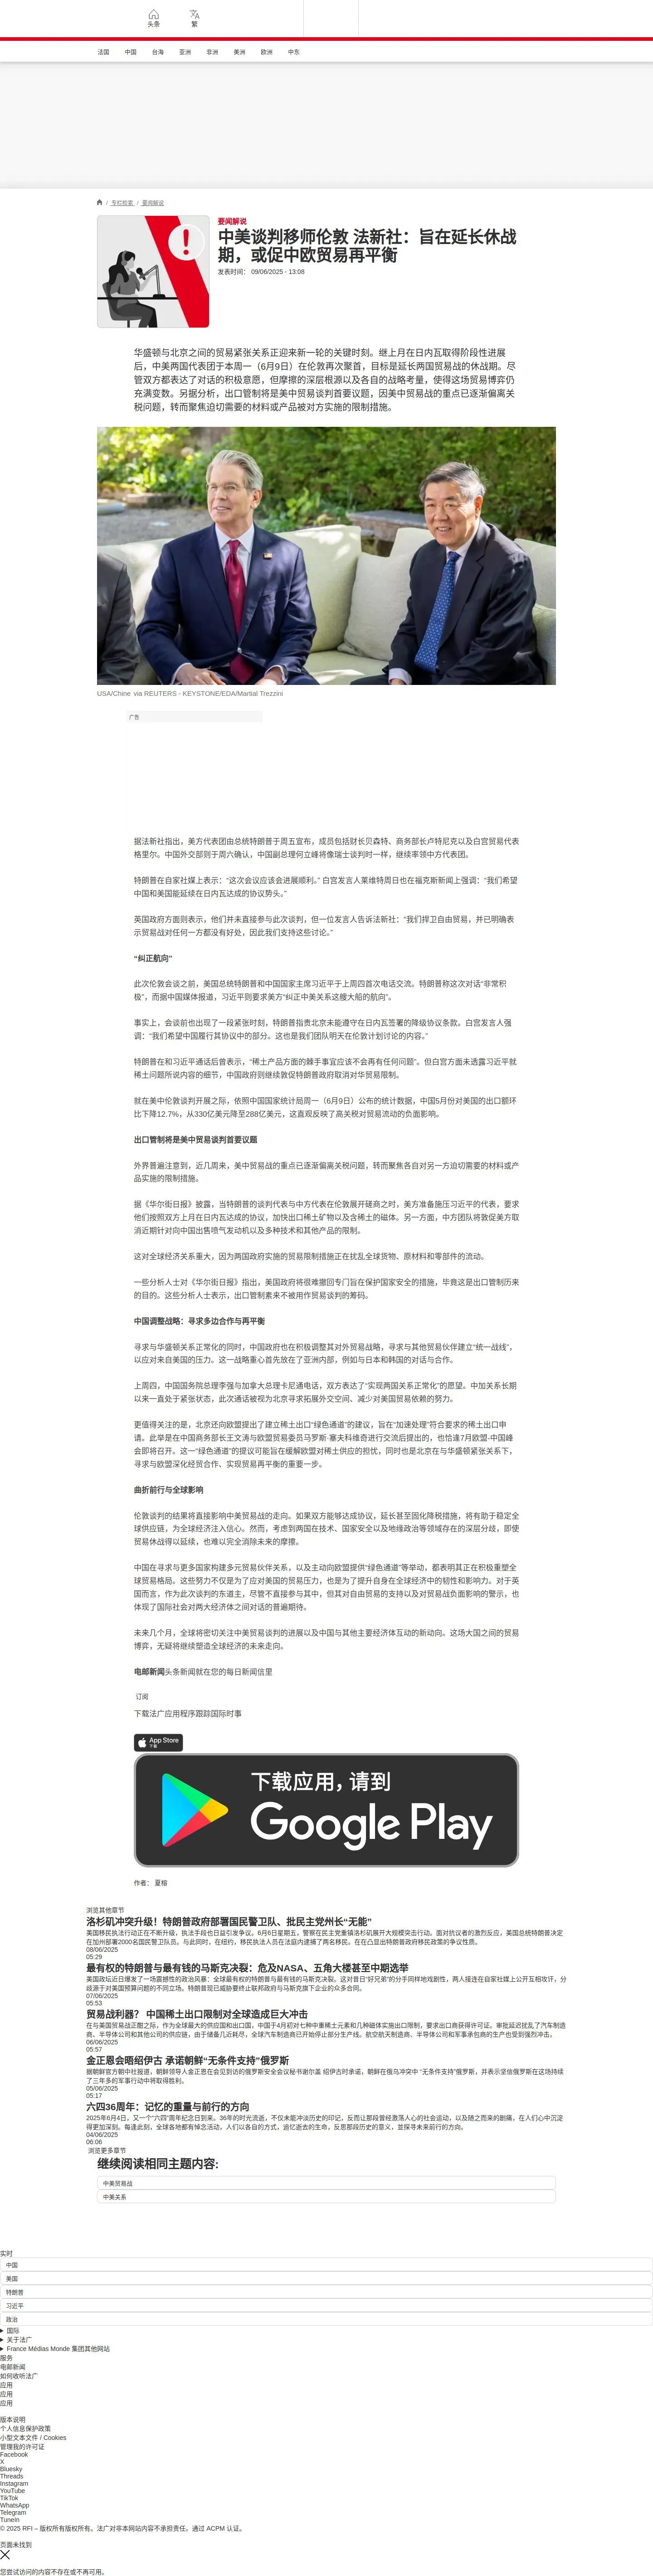 头条
繁
法国 中国 台海 亚洲 非洲 美洲 欧洲 中东
/ 专栏检索 / 要闻解说
要闻解说
中美谈判移师伦敦 法新社：旨在延长休战
期，或促中欧贸易再平衡
发表时间： 09/06/2025 - 13:08
华盛顿与北京之间的贸易紧张关系正迎来新一轮的关键时刻。继上月在日内瓦取得阶段性进展
后，中美两国代表团于本周一（6月9日）在伦敦再次聚首，目标是延长两国贸易战的休战期。尽
管双方都表达了对话的积极意愿，但摩擦的深层根源以及各自的战略考量，使得这场贸易博弈仍
充满变数。另据分析，出口管制将是美中贸易谈判首要议题，因美中贸易战的重点已逐渐偏离关
税问题，转而聚焦迫切需要的材料或产品被对方实施的限制措施。
USA/Chine via REUTERS - KEYSTONE/EDA/Martial Trezzini
广告
据法新社指出，美方代表团由总统特朗普于周五宣布，成员包括财长贝森特、商务部长卢特尼克以及白宫贸易代表
格里尔。中国外交部则于周六确认，中国副总理何立峰将像瑞士谈判时一样，继续率领中方代表团。
特朗普在自家社媒上表示：“这次会议应该会进展顺利。” 白宫发言人莱维特周日也在福克斯新闻上强调：“我们希望
中国和美国能延续在日内瓦达成的协议势头。”
英国政府方面则表示，他们并未直接参与此次谈判，但一位发言人告诉法新社：“我们捍卫自由贸易，并已明确表
示贸易战对任何一方都没有好处，因此我们支持这些讨论。”
“纠正航向”
此次伦敦会谈之前，美国总统特朗普和中国国家主席习近平于上周四首次电话交流。特朗普称这次对话“非常积
极”，而据中国媒体报道，习近平则要求美方“纠正中美关系这艘大船的航向”。
事实上，会谈前也出现了一段紧张时刻，特朗普指责北京未能遵守在日内瓦签署的降级协议条款。白宫发言人强
调：“我们希望中国履行其协议中的部分。这也是我们团队明天在伦敦计划讨论的内容。”
特朗普在和习近平通话后曾表示，“稀土产品方面的棘手事宜应该不会再有任何问题”。但白宫方面未透露习近平就
稀土问题所说内容的细节，中国政府则继续敦促特朗普政府取消对华贸易限制。
就在美中伦敦谈判开展之际，依照中国国家统计局周一（6月9日）公布的统计数据，中国5月份对美国的出口额环
比下降12.7%，从330亿美元降至288亿美元，这直观反映了高关税对贸易流动的负面影响。
出口管制将是美中贸易谈判首要议题
外界普遍注意到，近几周来，美中贸易战的重点已逐渐偏离关税问题，转而聚焦各自对另一方迫切需要的材料或产
品实施的限制措施。
据《华尔街日报》披露，当特朗普的谈判代表与中方代表在伦敦展开磋商之时，美方准备施压习近平的代表，要求
他们按照双方上月在日内瓦达成的协议，加快出口稀土矿物以及含稀土的磁体。另一方面，中方团队将敦促美方取
消近期针对向中国出售喷气发动机以及多种技术和其他产品的限制。
这对全球经济关系重大，因为两国政府实施的贸易限制措施正在扰乱全球货物、原材料和零部件的流动。
一些分析人士对《华尔街日报》指出，美国政府将很难撤回专门旨在保护国家安全的措施，毕竟这是出口管制历来
的目的。这些分析人士表示，出口管制素来不被用作贸易谈判的筹码。
中国调整战略：寻求多边合作与再平衡
寻求与华盛顿关系正常化的同时，中国政府也在积极调整其对外贸易战略，寻求与其他贸易伙伴建立“统一战线”，
以应对来自美国的压力。这一战略重心首先放在了亚洲内部，例如与日本和韩国的对话与合作。
上周四，中国国务院总理李强与加拿大总理卡尼通电话，双方表达了“实现两国关系正常化”的愿望。中加关系长期
以来一直处于紧张状态，此次通话被视为北京寻求拓展外交空间、减少对美国贸易依赖的努力。
更值得关注的是，北京还向欧盟提出了建立稀土出口“绿色通道”的建议，旨在“加速处理”符合要求的稀土出口申
请。此举是在中国商务部长王文涛与欧盟贸易委员马罗斯·塞夫科维奇进行交流后提出的，也恰逢7月欧盟-中国峰
会即将召开。这一“绿色通道”的提议可能旨在缓解欧盟对稀土供应的担忧，同时也是北京在与华盛顿紧张关系下，
寻求与欧盟深化经贸合作、实现贸易再平衡的重要一步。
曲折前行与全球影响
伦敦谈判的结果将直接影响中美贸易战的走向。如果双方能够达成协议，延长甚至固化降税措施，将有助于稳定全
球供应链，为全球经济注入信心。然而，考虑到两国在技术、国家安全以及地缘政治等领域存在的深层分歧，即使
贸易休战得以延续，也难以完全消除未来的摩擦。
中国在寻求与更多国家构建多元贸易伙伴关系，以及主动向欧盟提供“绿色通道”等举动，都表明其正在积极重塑全
球贸易格局。这些努力不仅是为了应对美国的贸易压力，也是为了提升自身在全球经济中的韧性和影响力。对于英
国而言，作为此次谈判的东道主，尽管不直接参与其中，但其对自由贸易的支持以及对贸易战负面影响的警示，也
体现了国际社会对两大经济体之间对话的普遍期待。
未来几个月，全球将密切关注中美贸易谈判的进展以及中国与其他主要经济体互动的新动向。这场大国之间的贸易
博弈，无疑将继续塑造全球经济的未来走向。
电邮新闻头条新闻就在您的每日新闻信里
订阅
下载法广应用程序跟踪国际时事
App Store
下载
下载应用，请到
Google Play
作者： 夏榕
浏览其他章节
洛杉矶冲突升级！特朗普政府部署国民警卫队、批民主党州长“无能”
美国移民执法行动正在不断升级，执法手段也日益引发争议。6月6日星期五，警察在民主党重镇洛杉矶展开大规模突击行动。面对抗议者的激烈反应，美国总统特朗普决定
在加州部署2000名国民警卫队员。与此同时，在纽约，移民执法人员在法庭内逮捕了两名移民。在在凸显出特朗普政府移民政策的争议性质。
08/06/2025
05:29
最有权的特朗普与最有钱的马斯克决裂：危及NASA、五角大楼甚至中期选举
美国政坛近日爆发了一场震撼性的政治风暴：全球最有权的特朗普与最有钱的马斯克决裂。这对昔日“好兄弟”的分手同样地戏剧性，两人接连在自家社媒上公开互相攻讦，分
歧源于对美国预算问题的不同立场。特朗普现已威胁要终止联邦政府与马斯克旗下企业的众多合同。
07/06/2025
05:53
贸易战利器？ 中国稀土出口限制对全球造成巨大冲击
在与美国贸易战正酣之际，作为全球最大的供应国和出口国，中国于4月初对七种中重稀土元素和几种磁体实施出口限制，要求出口商获得许可证。审批延迟扰乱了汽车制造
商、半导体公司和其他公司的供应链，由于储备几近耗尽，全球汽车制造商已开始停止部分生产线。航空航天制造商、半导体公司和军事承包商的生产也受到强烈冲击。
06/06/2025
05:57
金正恩会晤绍伊古 承诺朝鲜“无条件支持”俄罗斯
据朝鲜官方朝中社报道，朝鲜领导人金正恩在会见到访的俄罗斯安全会议秘书谢尔盖 绍伊古时承诺，朝鲜在俄乌冲突中 “无条件支持”俄罗斯，并表示坚信俄罗斯在这场持续
了三年多的军事行动中将取得胜利。
05/06/2025
05:17
六四36周年：记忆的重量与前行的方向
2025年6月4日，又一个“六四”周年纪念日到来。36年的时光流逝，不仅未能冲淡历史的印记，反而让那段曾经激荡人心的社会运动，以及随之而来的剧痛，在人们心中沉淀
得更加深刻。每逢此刻，全球各地都有悼念活动，人们以各自的方式，追忆逝去的生命，反思那段历史的意义，並探寻未来前行的方向。
04/06/2025
06:06
浏览更多章节
继续阅读相同主题内容:
中美贸易战
中美关系
实时
中国
美国
特朗普
习近平
政治
国际
关于法广
France Médias Monde 集团其他网站
服务
电邮新闻
如何收听法广
应用
应用
应用
版本说明
个人信息保护政策
小型文本文件 / Cookies
管理我的许可证
Facebook
X
Bluesky
Threads
Instagram
YouTube
TikTok
WhatsApp
Telegram
TuneIn
© 2025 RFI – 版权所有版权所有。法广对非本网站内容不承担责任。通过 ACPM 认证。
页面未找到
您尝试访问的内容不存在或不再可用。